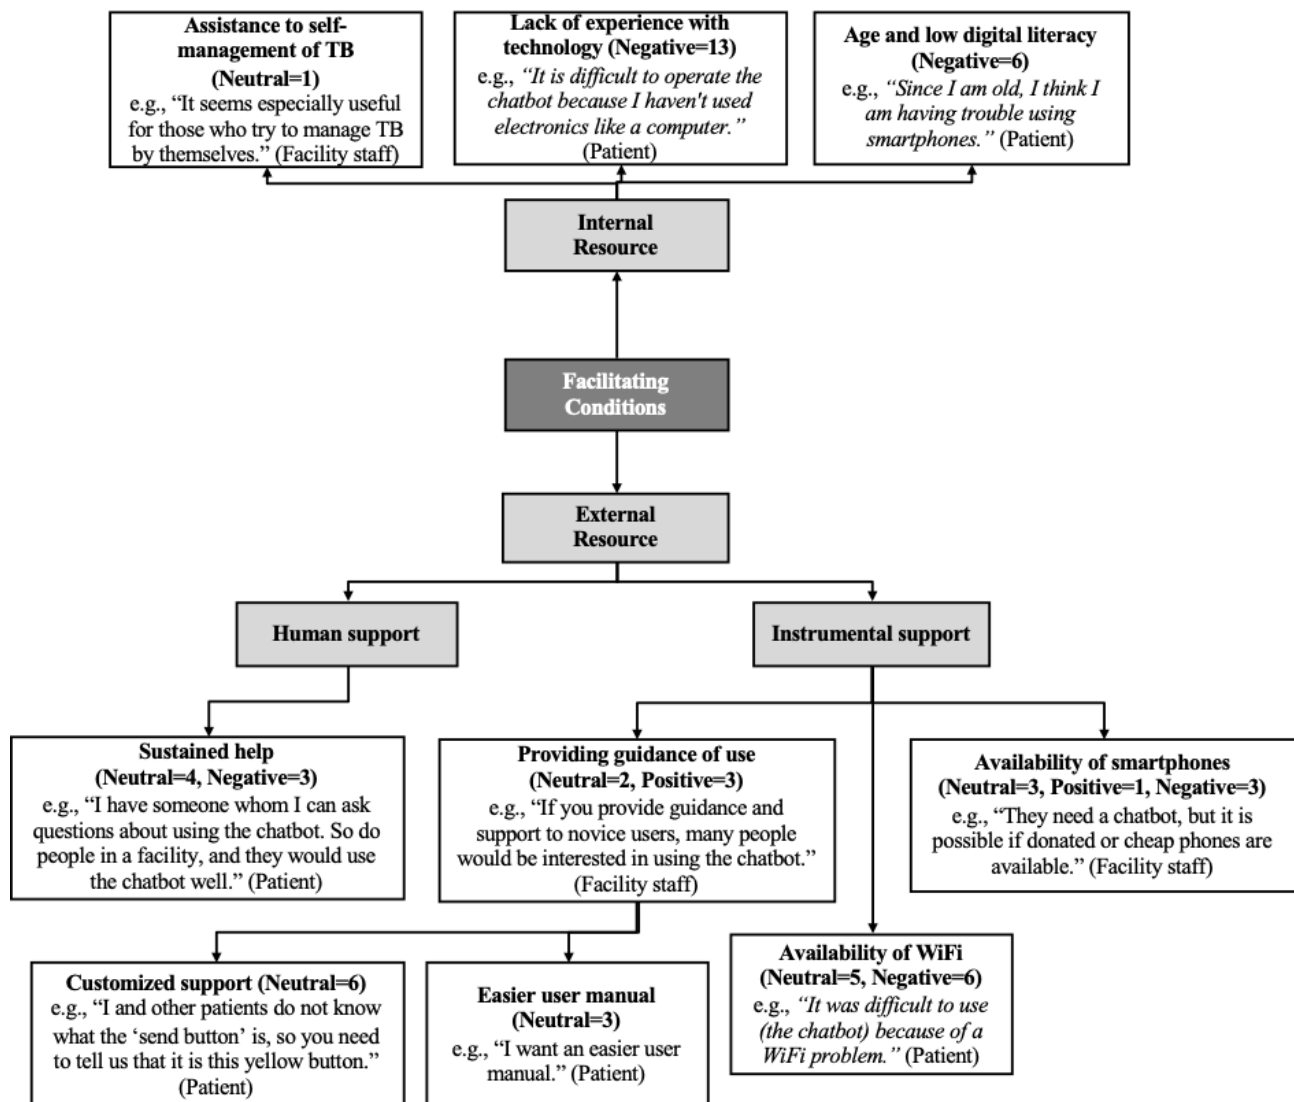 Assistance to self-
management of TB
(Neutral=1)
e.g., “It seems especially useful
for those who try to manage TB
by themselves.” (Facility staff)
Lack of experience with
technology (Negative=13)
e.g., “It is difficult to operate the
chatbot because I haven't used
electronics like a computer.”
(Patient)
Age and low digital literacy
(Negative=6)
e.g., “Since I am old, I think I
am having trouble using
smartphones.” (Patient)
Internal
Resource
Facilitating
Conditions
External
Resource
Human support
Instrumental support
Sustained help
(Neutral=4, Negative=3)
e.g., “I have someone whom I can ask
questions about using the chatbot. So do
people in a facility, and they would use
the chatbot well.” (Patient)
Providing guidance of use
(Neutral=2, Positive=3)
e.g., “If you provide guidance and
support to novice users, many people
would be interested in using the chatbot.”
(Facility staff)
Availability of smartphones
(Neutral=3, Positive=1, Negative=3)
e.g., “They need a chatbot, but it is
possible if donated or cheap phones are
available.” (Facility staff)
Customized support (Neutral=6)
e.g., “I and other patients do not know
what the ‘send button’ is, so you need
to tell us that it is this yellow button.”
(Patient)
Easier user manual
(Neutral=3)
e.g., “I want an easier user
manual.” (Patient)
Availability of WiFi
(Neutral=5, Negative=6)
e.g., “It was difficult to use
(the chatbot) because of a
WiFi problem.” (Patient)